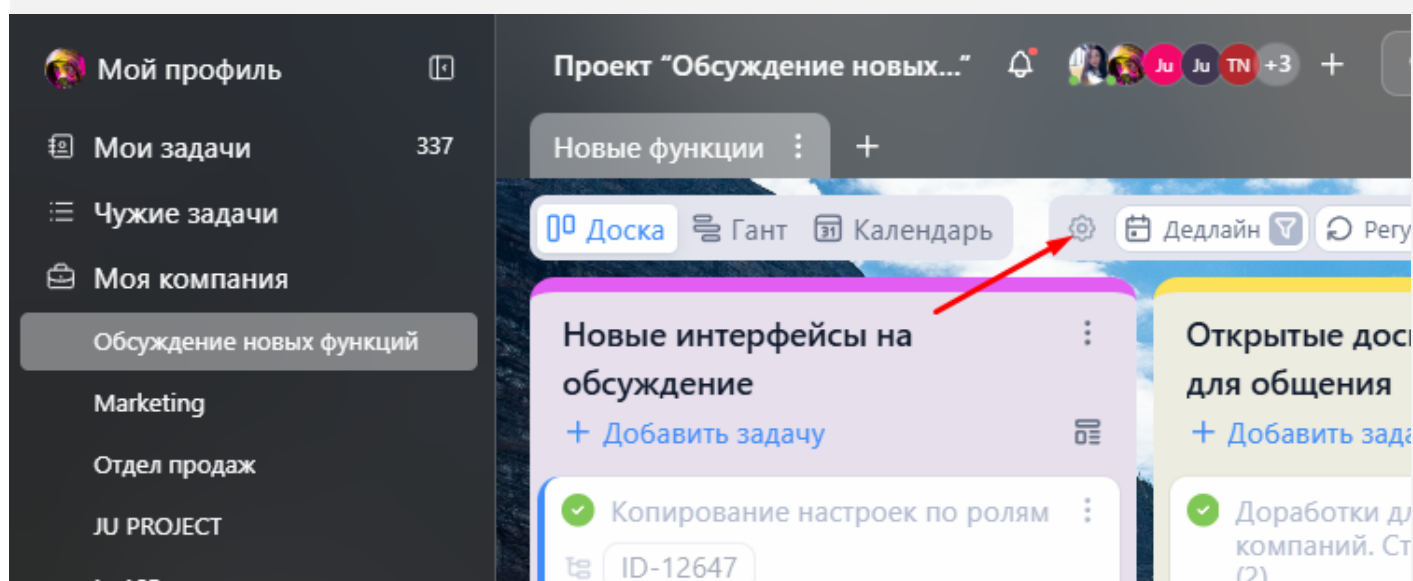 Мой профиль
Мои задачи 337
Чужие задачи
Моя компания
Обсуждение новых функций
Marketing
Отдел продаж
JU PROJECT
Проект “Обсуждение новых...” Ju Ju TN +3 +
Новые функции +
Доска Гант 31 Календарь Дедлайн Регу
Новые интерфейсы на
обсуждение
+ Добавить задачу
Копирование настроек по ролям
ID-12647
Открытые дос
для общения
+ Добавить зада
Доработки д
компаний. Ст
(2)